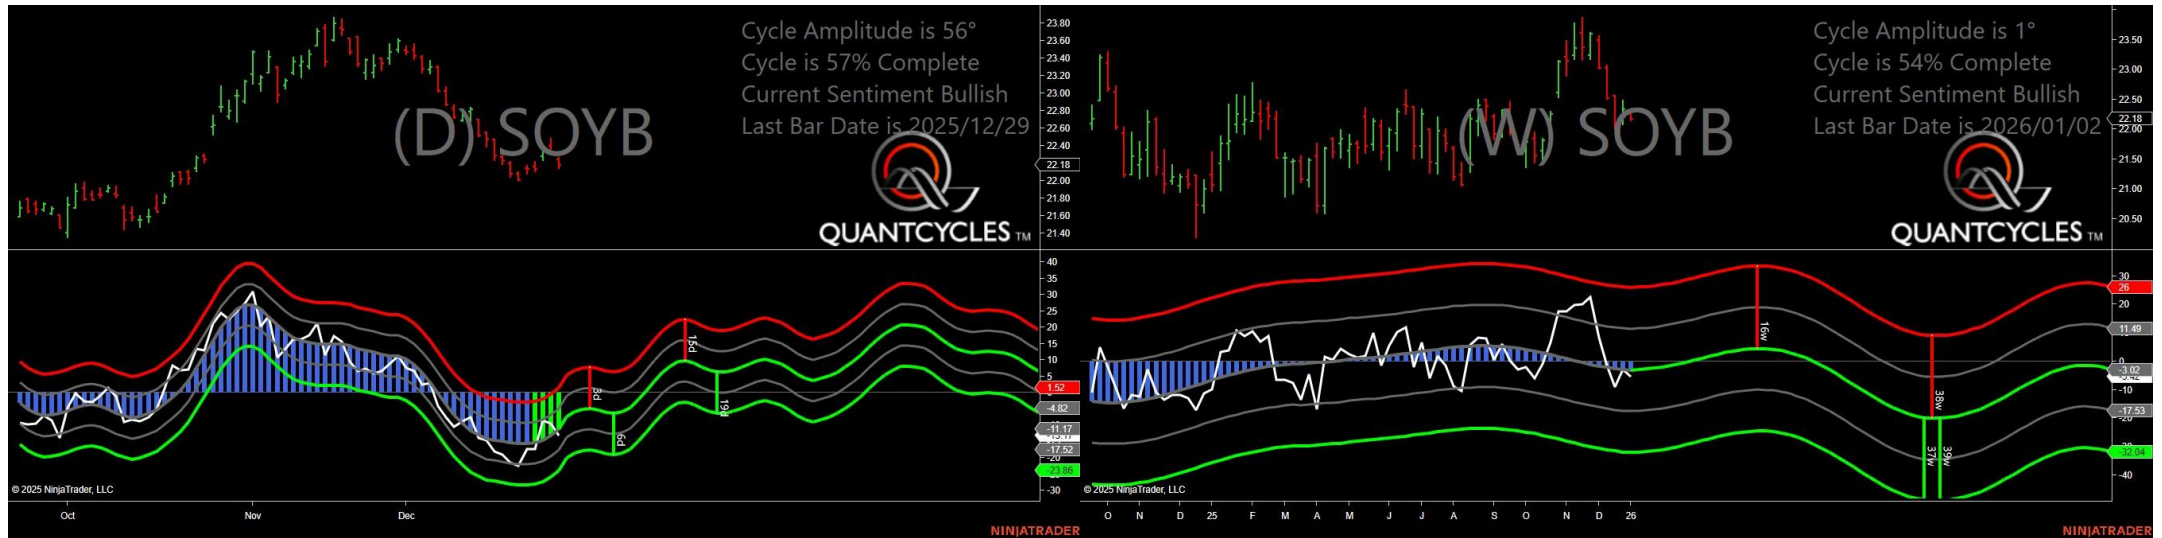 Cycle Amplitude is 56°
Cycle is 57% Complete
Current Sentiment Bullish
Last Bar Date is 2025/12/29
(D) SOYB
QUANTCYCLES TM
23.80
23.60
23.40
23.20
23.00
22.80
22.60
22.40
22.18
22.00
21.80
21.60
21.40
40
35
30
25
20
15
10
5
1.52
-4.82
-11.17
-17.52
-20
-23.86
-30
8d
6d
15d
19d
© 2025 NinjaTrader, LLC
Oct
Nov
Dec
NINJATRADER
Cycle Amplitude is 1°
Cycle is 54% Complete
Current Sentiment Bullish
Last Bar Date is 2026/01/02
(W) SOYB
QUANTCYCLES TM
23.50
23.00
22.50
22.18
22.00
21.50
21.00
20.50
30
26
20
11.49
0
-3.02
-10
-17.53
-32.04
-40
16w
38w
37w
39w
© 2025 NinjaTrader, LLC
O N D 25 F M A M J J A S O N D 26
NINJATRADER